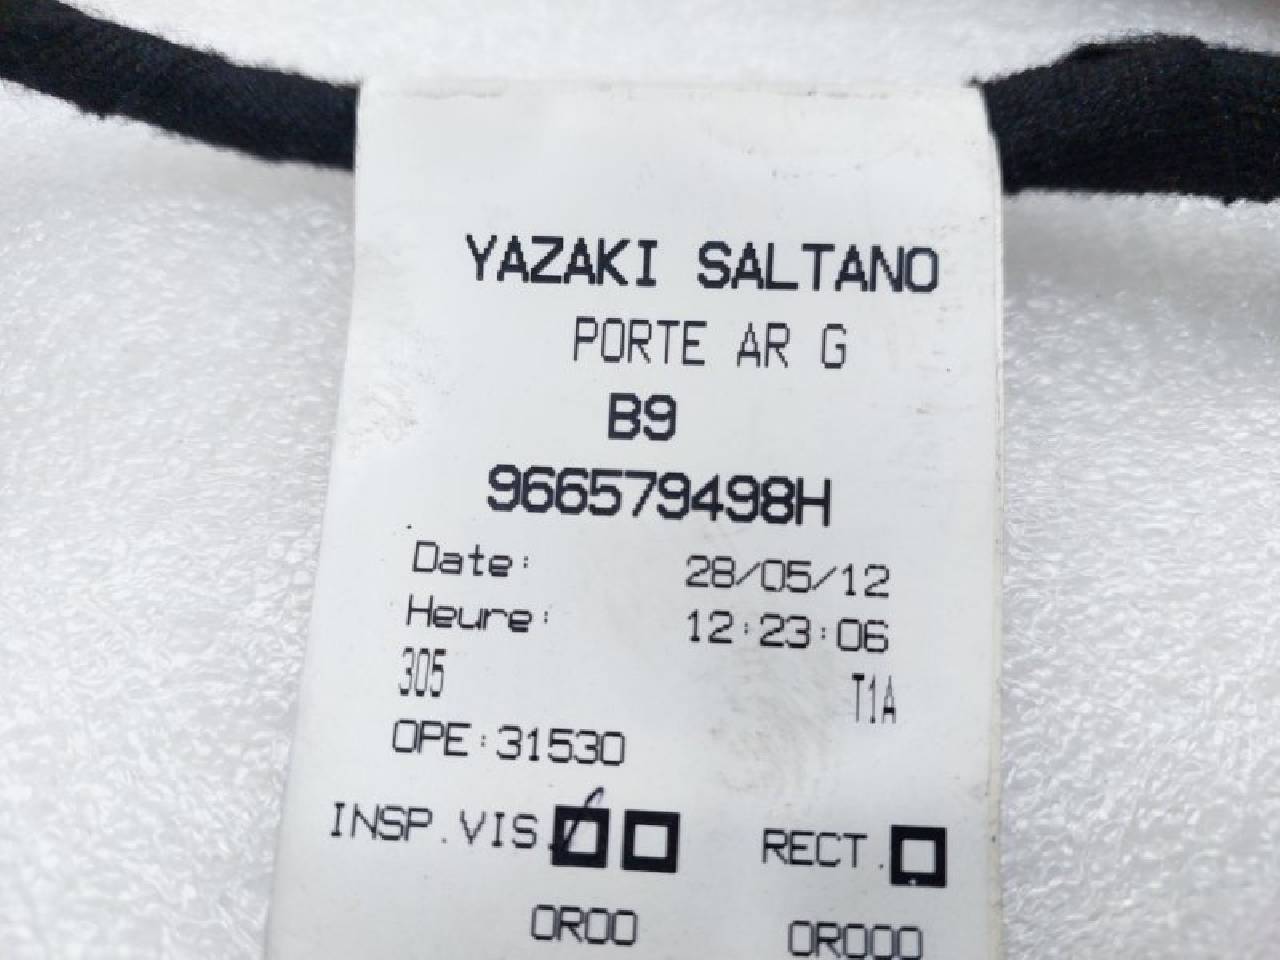 YAZAKI SALTANO
PORTE AR G
B9
966579498H
Date: 28/05/12
Heure: 12:23:06
305 T1A
OPE:31530
INSP.VIS. RECT.
OR00 OR000